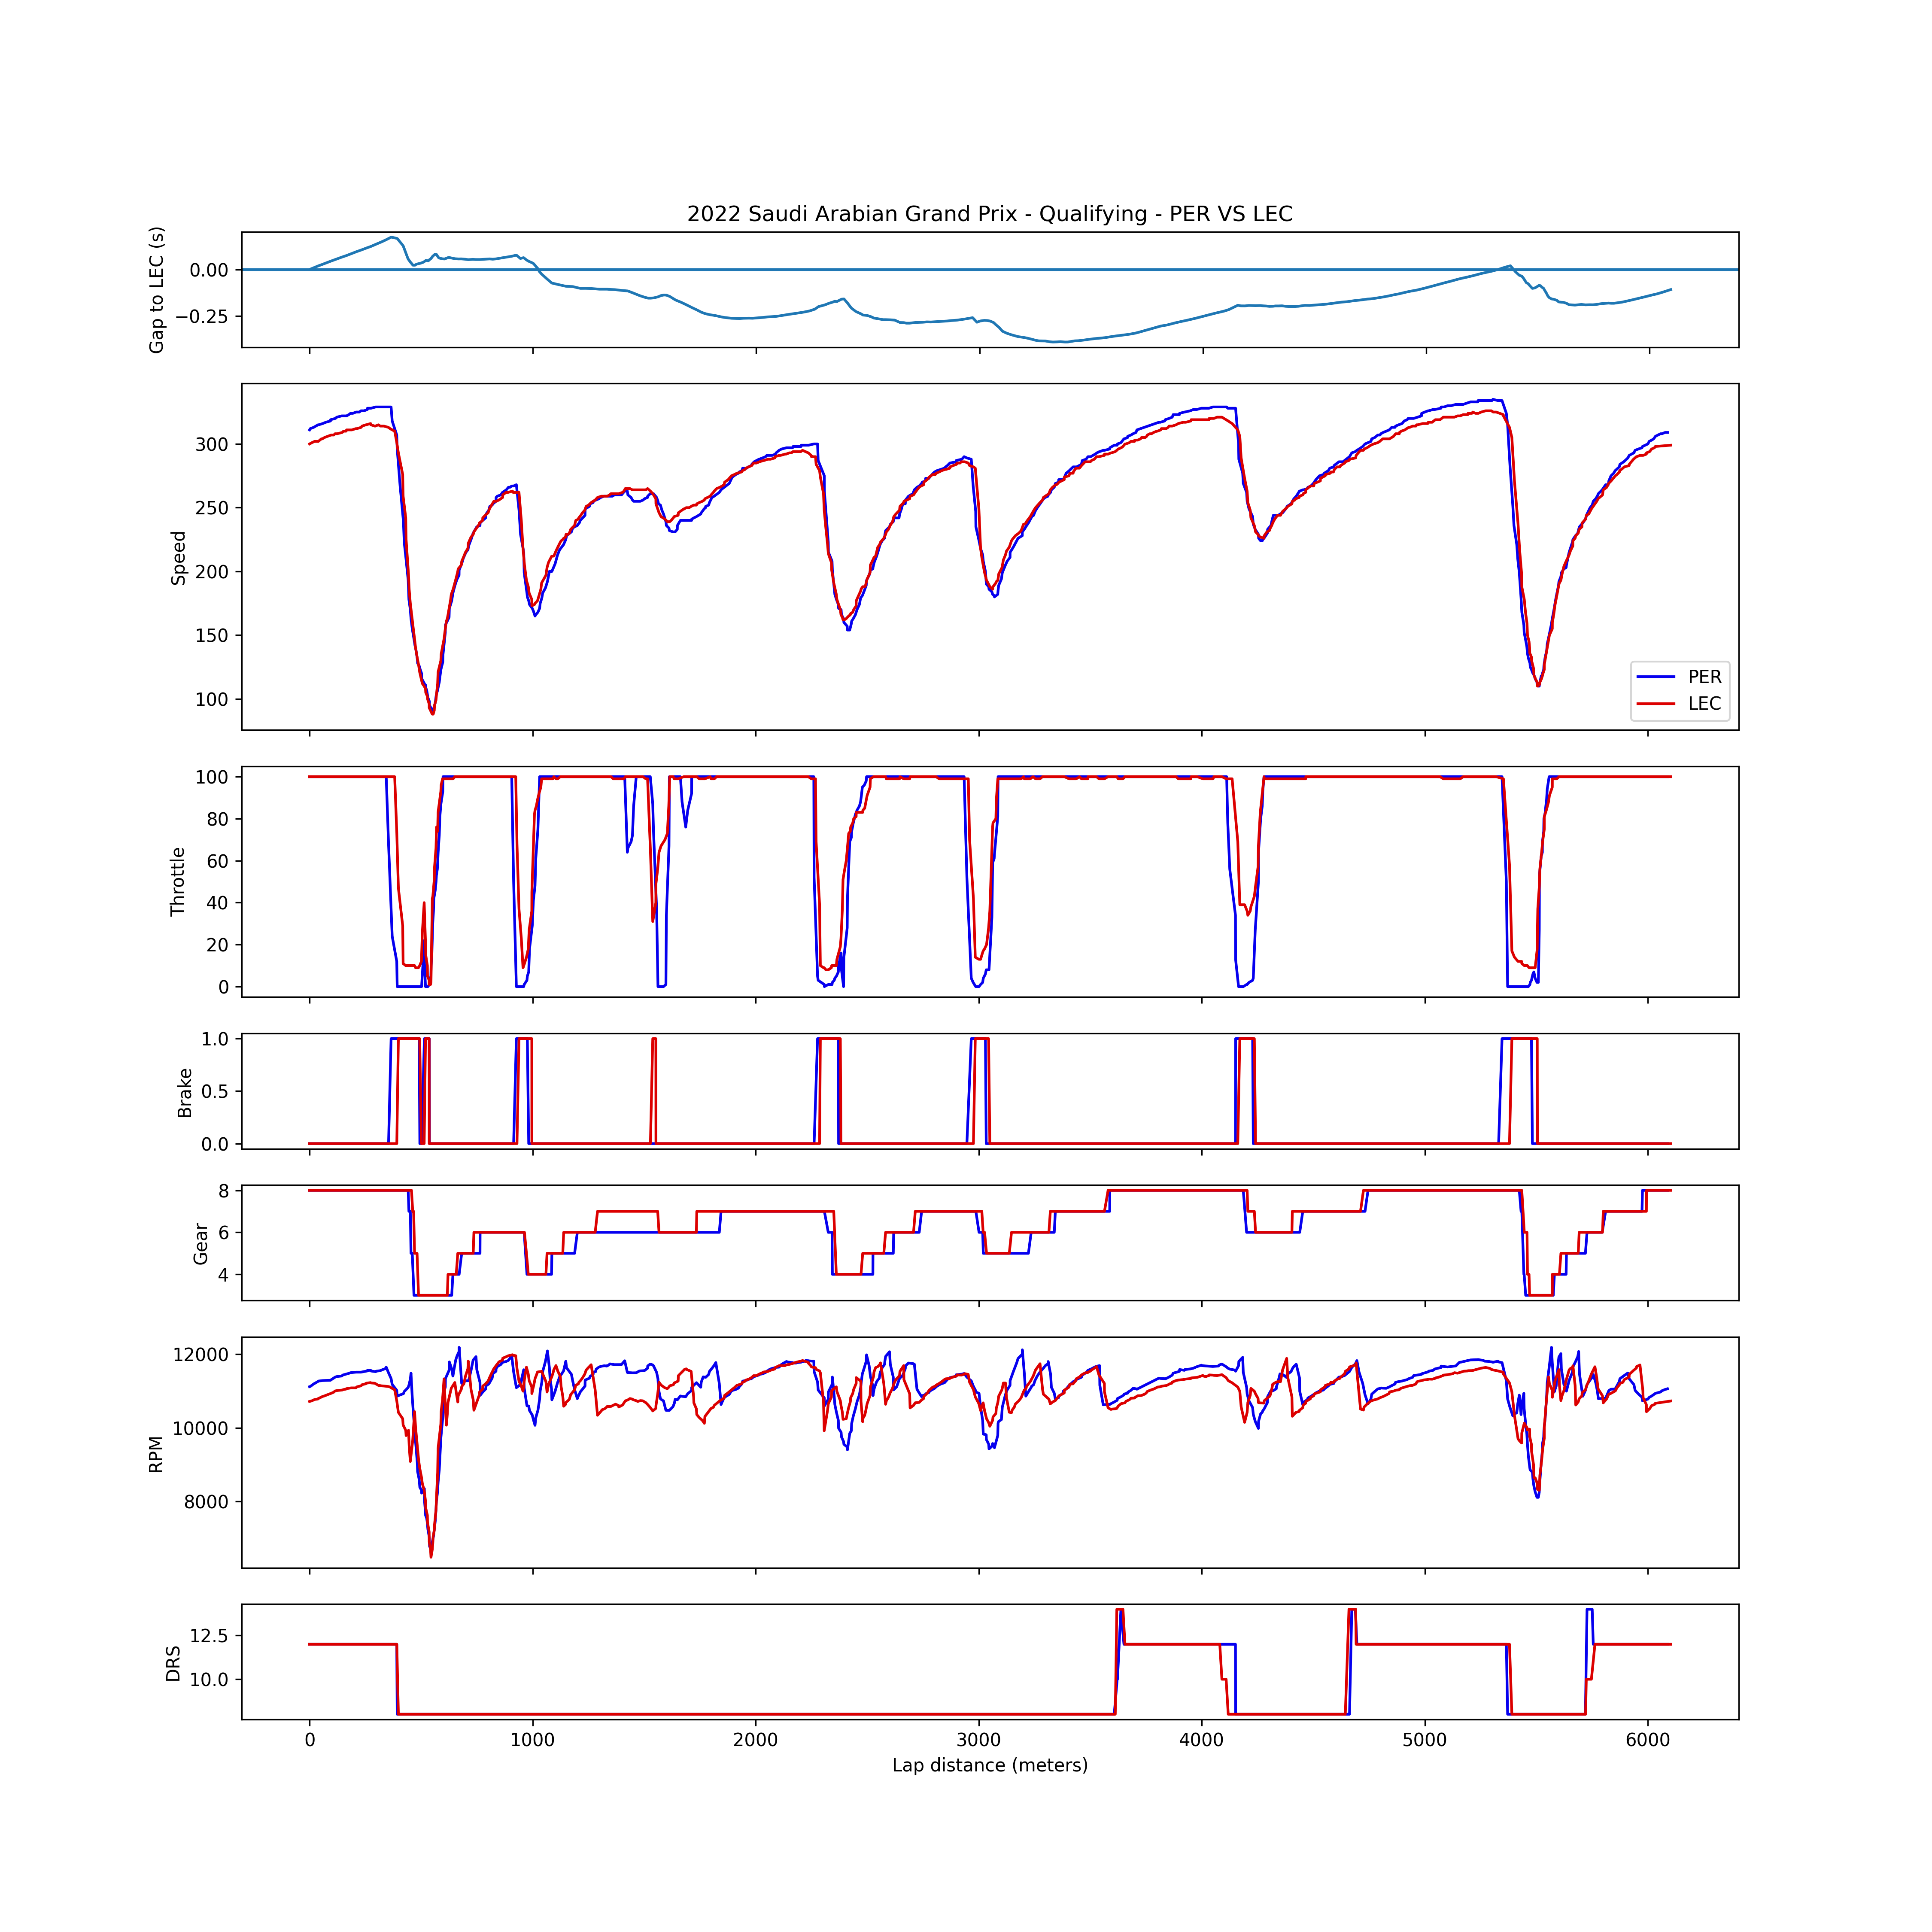 2022 Saudi Arabian Grand Prix - Qualifying - PER VS LEC
Gap to LEC (s)
0.00
−0.25
Speed
300
250
200
150
100
PER
LEC
Throttle
100
80
60
40
20
0
Brake
1.0
0.5
0.0
Gear
8
6
4
RPM
12000
10000
8000
DRS
12.5
10.0
0 1000 2000 3000 4000 5000 6000
Lap distance (meters)